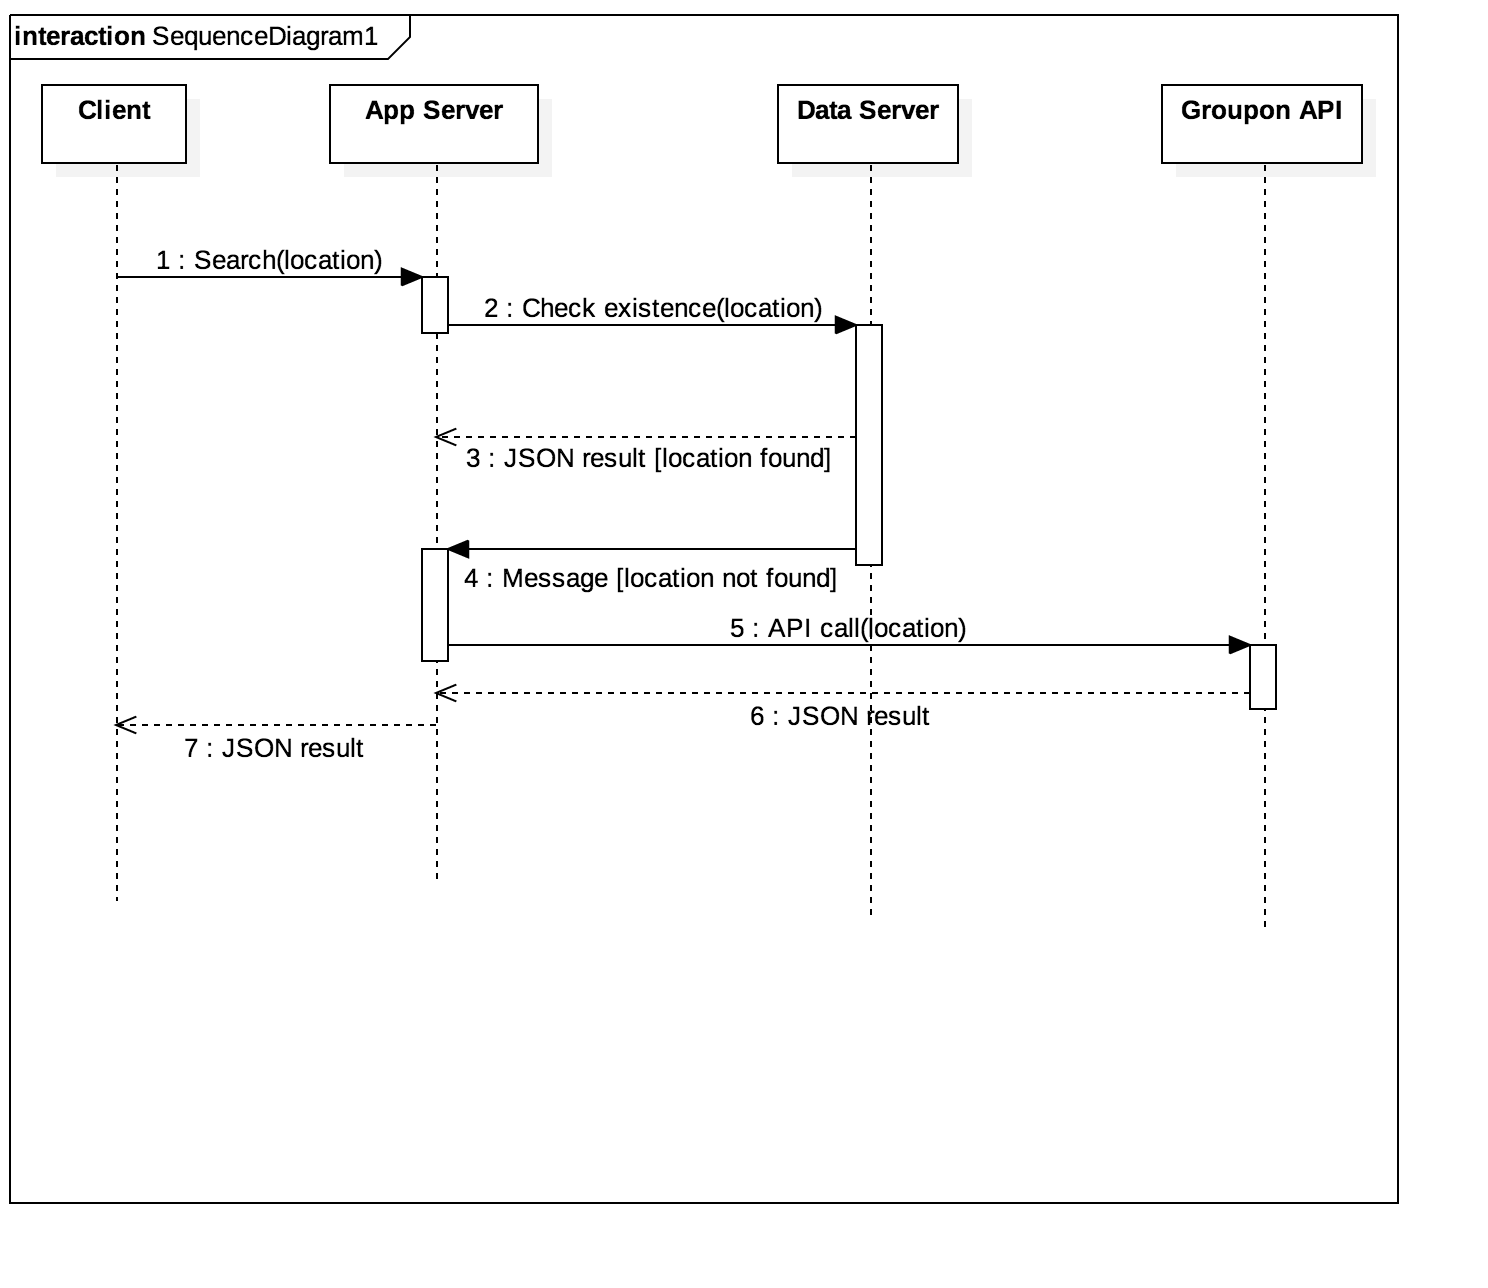 interaction SequenceDiagram1
Client
App Server
Data Server
Groupon API
1 : Search(location)
2 : Check existence(location)
3 : JSON result [location found]
4 : Message [location not found]
5 : API call(location)
6 : JSON result
7 : JSON result